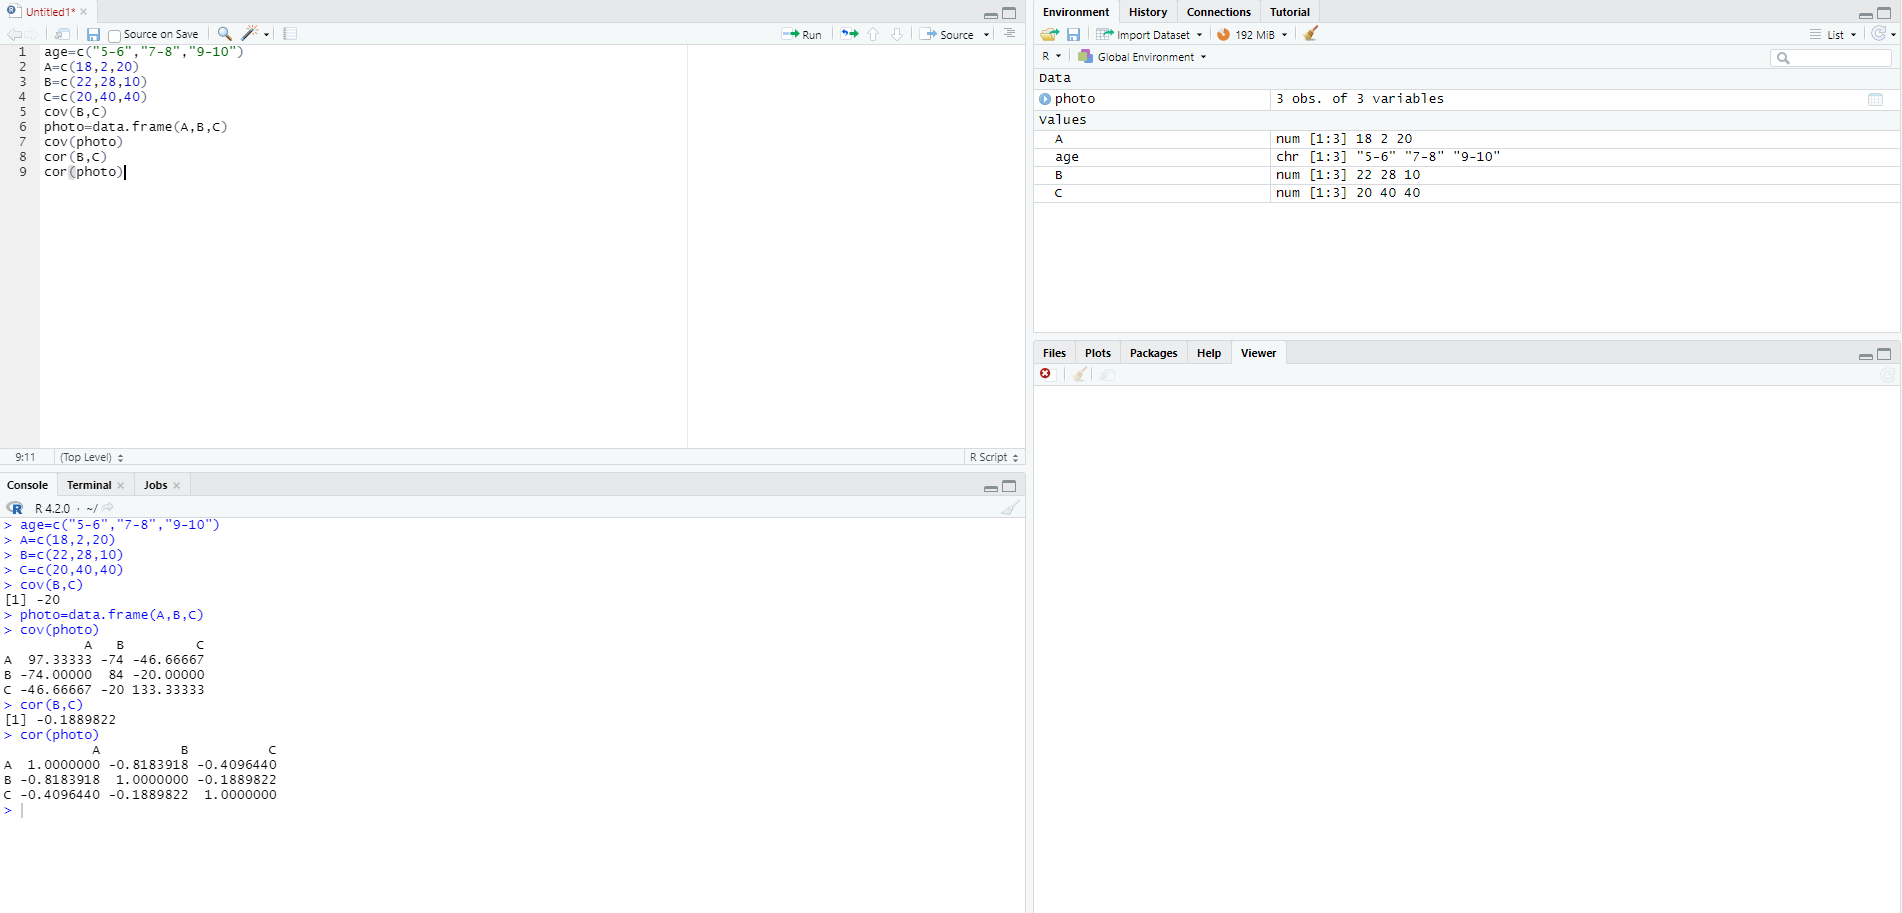 Untitled1*
Source on Save
Run
Source
1 age=c("5-6","7-8","9-10")
2 A=c(18,2,20)
3 B=c(22,28,10)
4 C=c(20,40,40)
5 cov(B,C)
6 photo=data.frame(A,B,C)
7 cov(photo)
8 cor(B,C)
9 cor(photo)
9:11 (Top Level) R Script
Console Terminal Jobs
R 4.2.0 · ~/
> age=c("5-6","7-8","9-10")
> A=c(18,2,20)
> B=c(22,28,10)
> C=c(20,40,40)
> cov(B,C)
[1] -20
> photo=data.frame(A,B,C)
> cov(photo)
A B C
A 97.33333 -74 -46.66667
B -74.00000 84 -20.00000
C -46.66667 -20 133.33333
> cor(B,C)
[1] -0.1889822
> cor(photo)
A B C
A 1.0000000 -0.8183918 -0.4096440
B -0.8183918 1.0000000 -0.1889822
C -0.4096440 -0.1889822 1.0000000
>
Environment History Connections Tutorial
Import Dataset 192 MiB List
R Global Environment
Data
photo 3 obs. of 3 variables
Values
A num [1:3] 18 2 20
age chr [1:3] "5-6" "7-8" "9-10"
B num [1:3] 22 28 10
C num [1:3] 20 40 40
Files Plots Packages Help Viewer